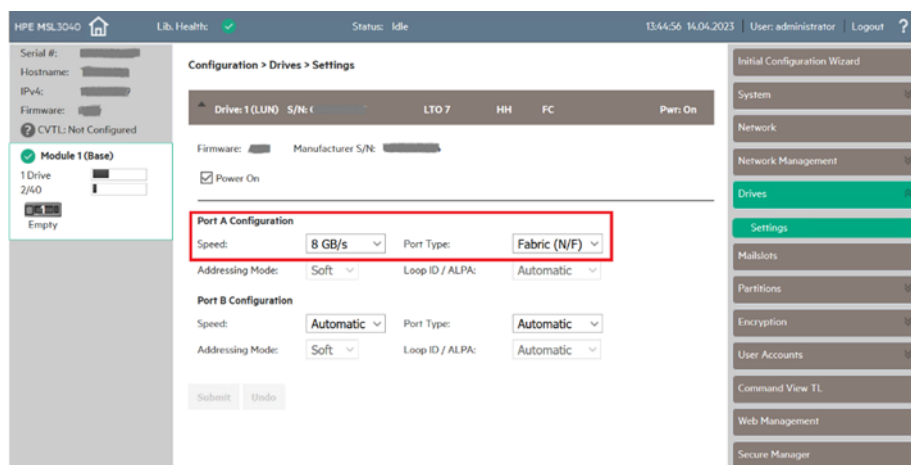 HPE MSL3040 Lib. Health: Status: Idle 13:44:56 14.04.2023 User: administrator Logout ?
Serial #:
Hostname:
IPv4:
Firmware:
? CVTL: Not Configured
Module 1 (Base)
1 Drive
2/40
Empty
Configuration > Drives > Settings
Drive: 1 (LUN) S/N: LTO 7 HH FC Pwr: On
Firmware: Manufacturer S/N:
Power On
Port A Configuration
Speed: 8 GB/s Port Type: Fabric (N/F)
Addressing Mode: Soft Loop ID / ALPA: Automatic
Port B Configuration
Speed: Automatic Port Type: Automatic
Addressing Mode: Soft Loop ID / ALPA: Automatic
Submit Undo
Initial Configuration Wizard
System
Network
Network Management
Drives
Settings
Mailslots
Partitions
Encryption
User Accounts
Command View TL
Web Management
Secure Manager